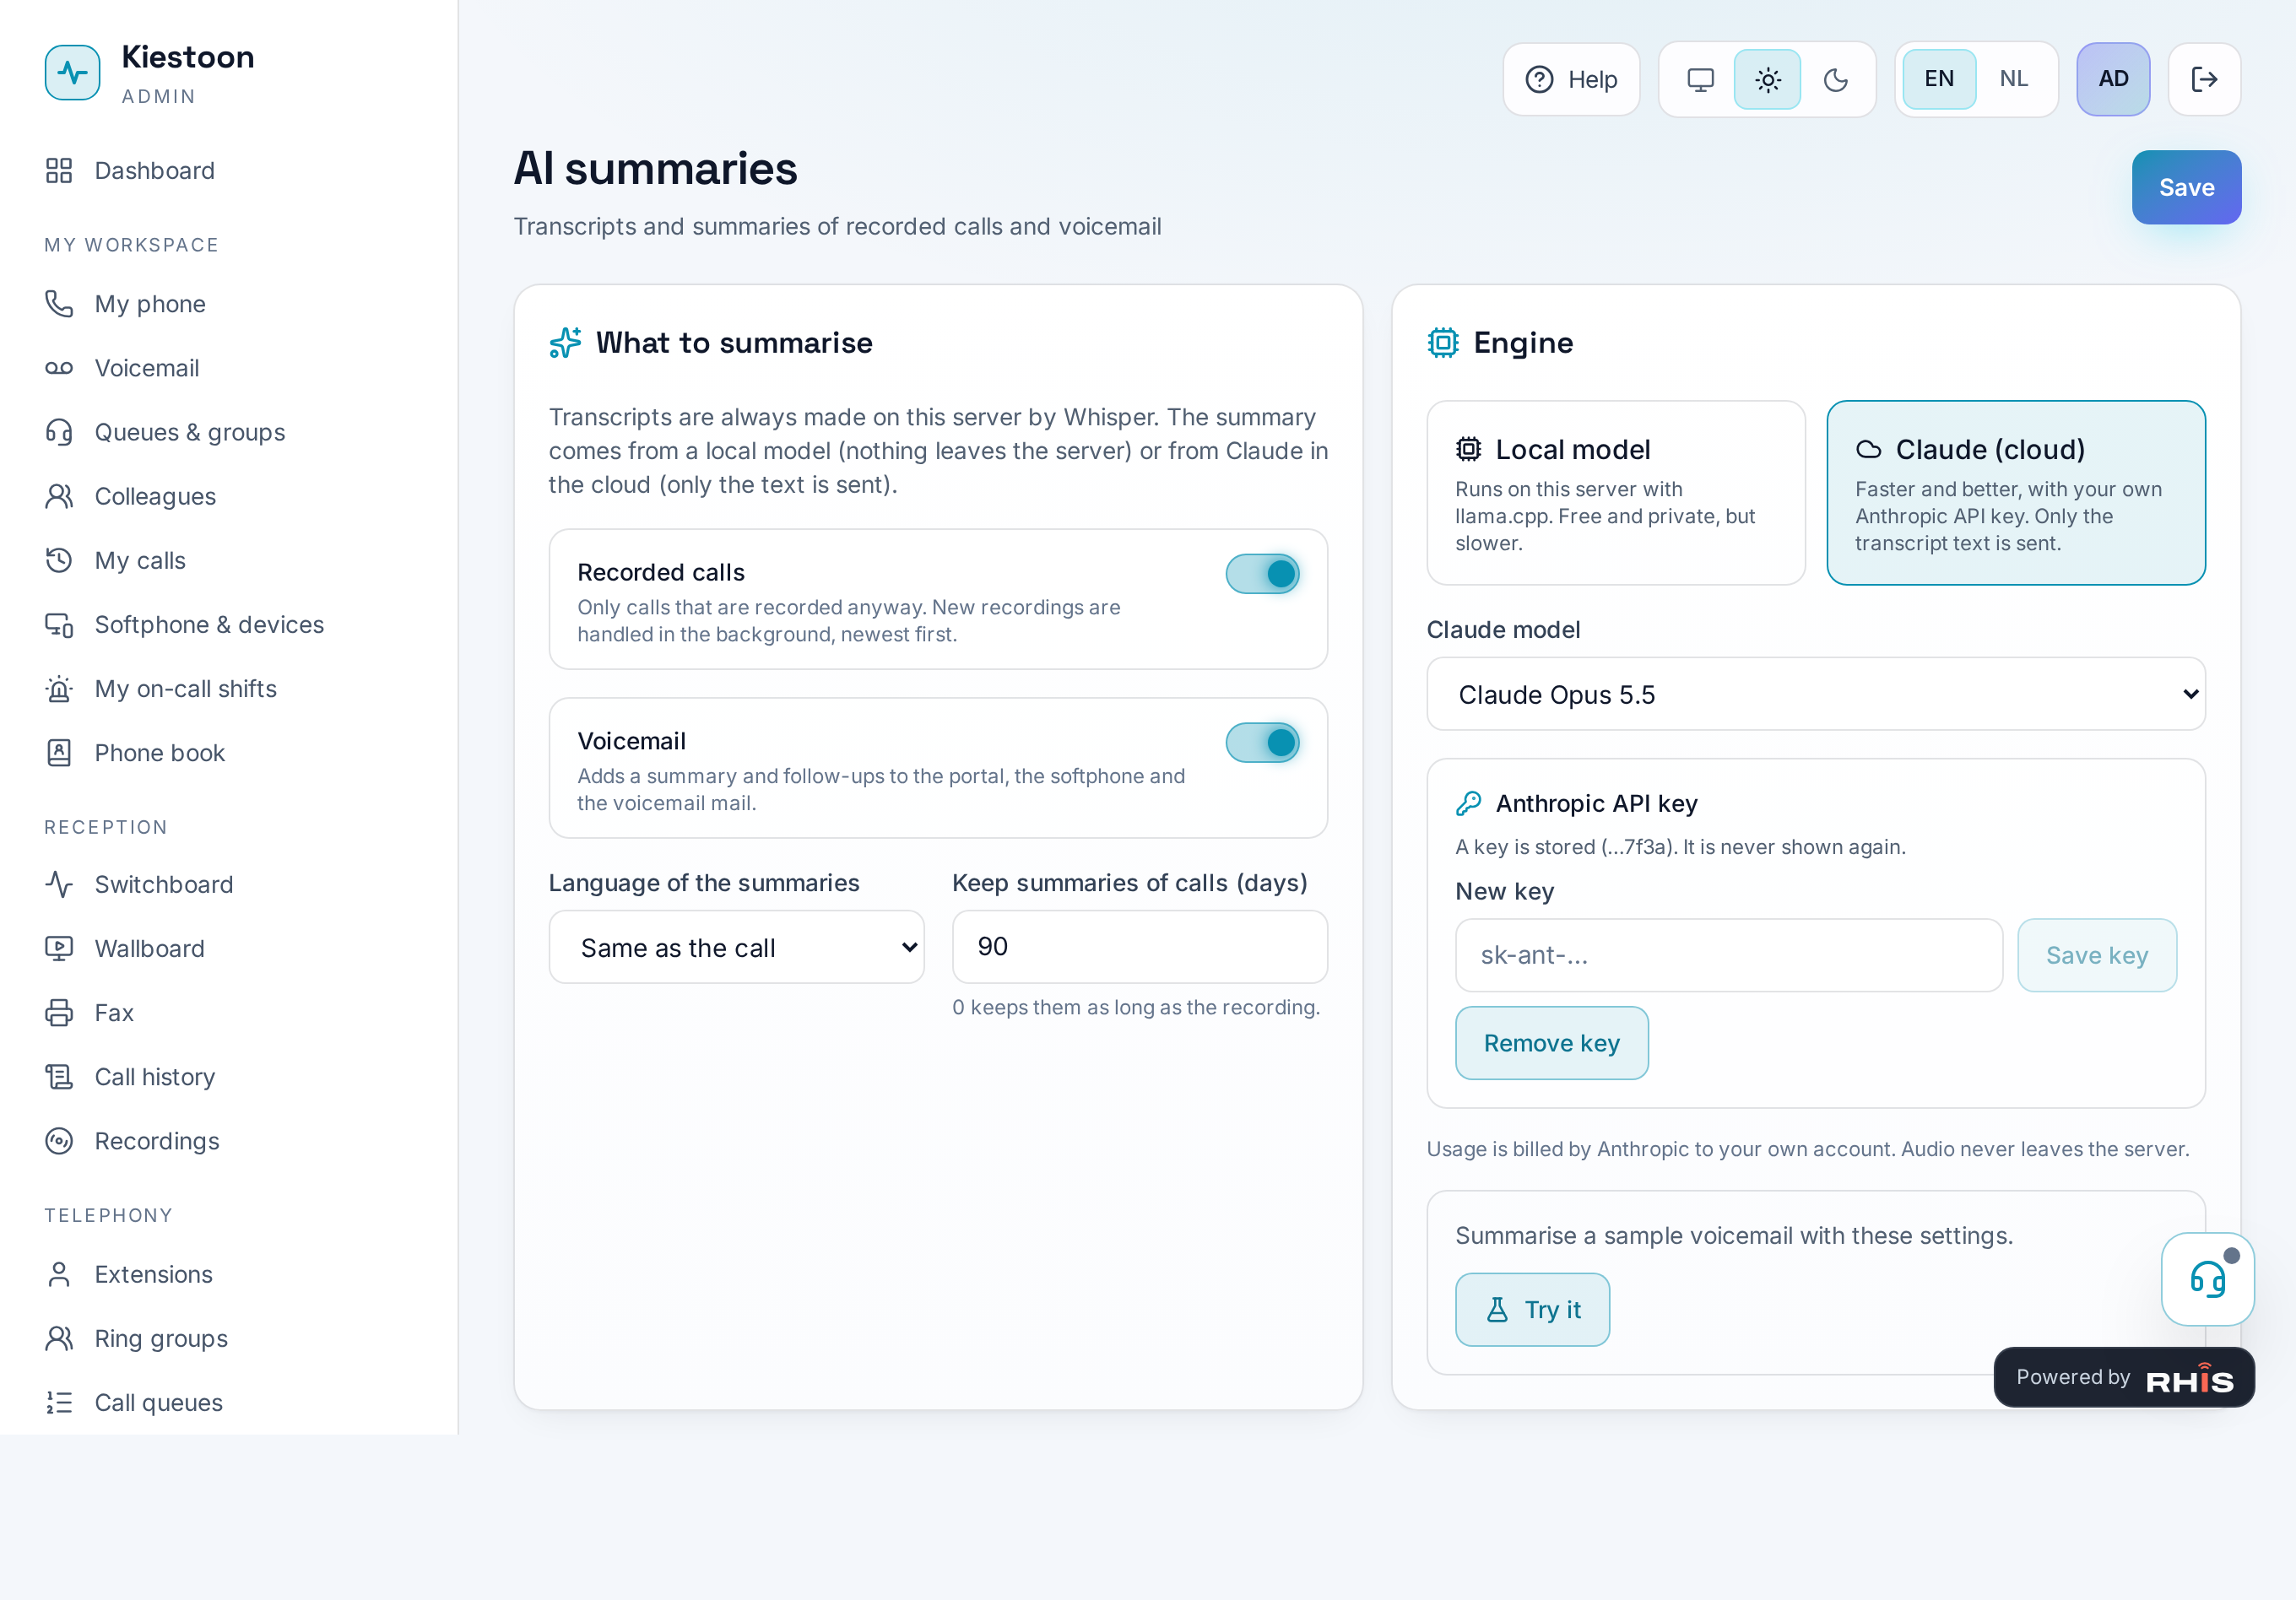 Kiestoon
ADMIN
Dashboard
MY WORKSPACE
My phone
Voicemail
Queues & groups
Colleagues
My calls
Softphone & devices
My on-call shifts
Phone book
RECEPTION
Switchboard
Wallboard
Fax
Call history
Recordings
TELEPHONY
Extensions
Ring groups
Call queues
Help
EN
NL
AD
AI summaries
Transcripts and summaries of recorded calls and voicemail
Save
What to summarise
Transcripts are always made on this server by Whisper. The summary
comes from a local model (nothing leaves the server) or from Claude in
the cloud (only the text is sent).
Recorded calls
Only calls that are recorded anyway. New recordings are
handled in the background, newest first.
Voicemail
Adds a summary and follow-ups to the portal, the softphone and
the voicemail mail.
Language of the summaries
Same as the call
Keep summaries of calls (days)
90
0 keeps them as long as the recording.
Engine
Local model
Runs on this server with
llama.cpp. Free and private, but
slower.
Claude (cloud)
Faster and better, with your own
Anthropic API key. Only the
transcript text is sent.
Claude model
Claude Opus 5.5
Anthropic API key
A key is stored (…7f3a). It is never shown again.
New key
sk-ant-…
Save key
Remove key
Usage is billed by Anthropic to your own account. Audio never leaves the server.
Summarise a sample voicemail with these settings.
Try it
Powered by RHiS